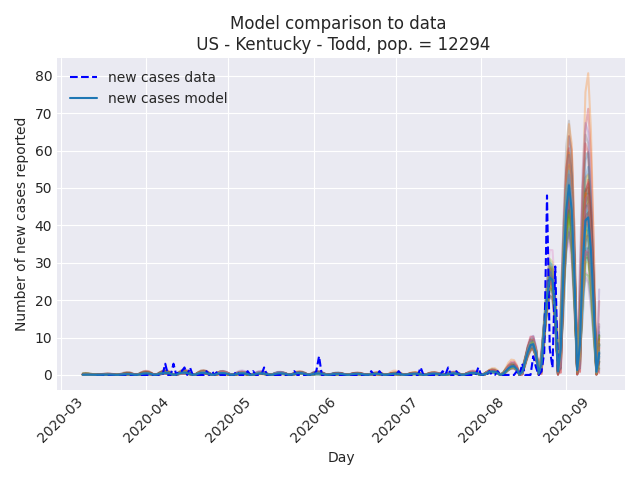 Model comparison to data
US - Kentucky - Todd, pop. = 12294
new cases data
new cases model
Number of new cases reported
80
70
60
50
40
30
20
10
0
2020-03
2020-04
2020-05
2020-06
2020-07
2020-08
2020-09
Day